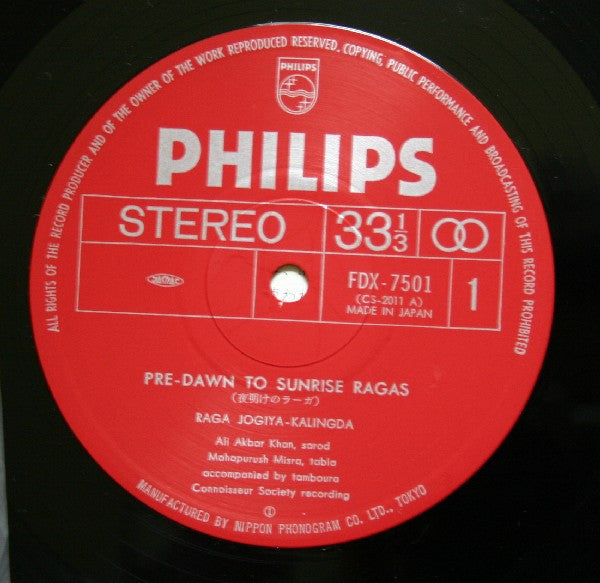 ALL RIGHTS OF THE RECORD PRODUCER AND OF THE OWNER OF THE WORK REPRODUCED RESERVED. COPYING, PUBLIC PERFORMANCE AND BROADCASTING OF THIS RECORD PROHIBITED
PHILIPS
PHILIPS
STEREO
33⅓
FDX-7501
(CS-2011 A)
MADE IN JAPAN
1
PRE-DAWN TO SUNRISE RAGAS
(夜明けのラーガ)
RAGA JOGIYA-KALINGDA
Ali Akbar Khan, sarod
Mahapurush Misra, tabla
accompanied by tamboura
Connoisseur Society recording
①
MANUFACTURED BY NIPPON PHONOGRAM CO. LTD., TOKYO